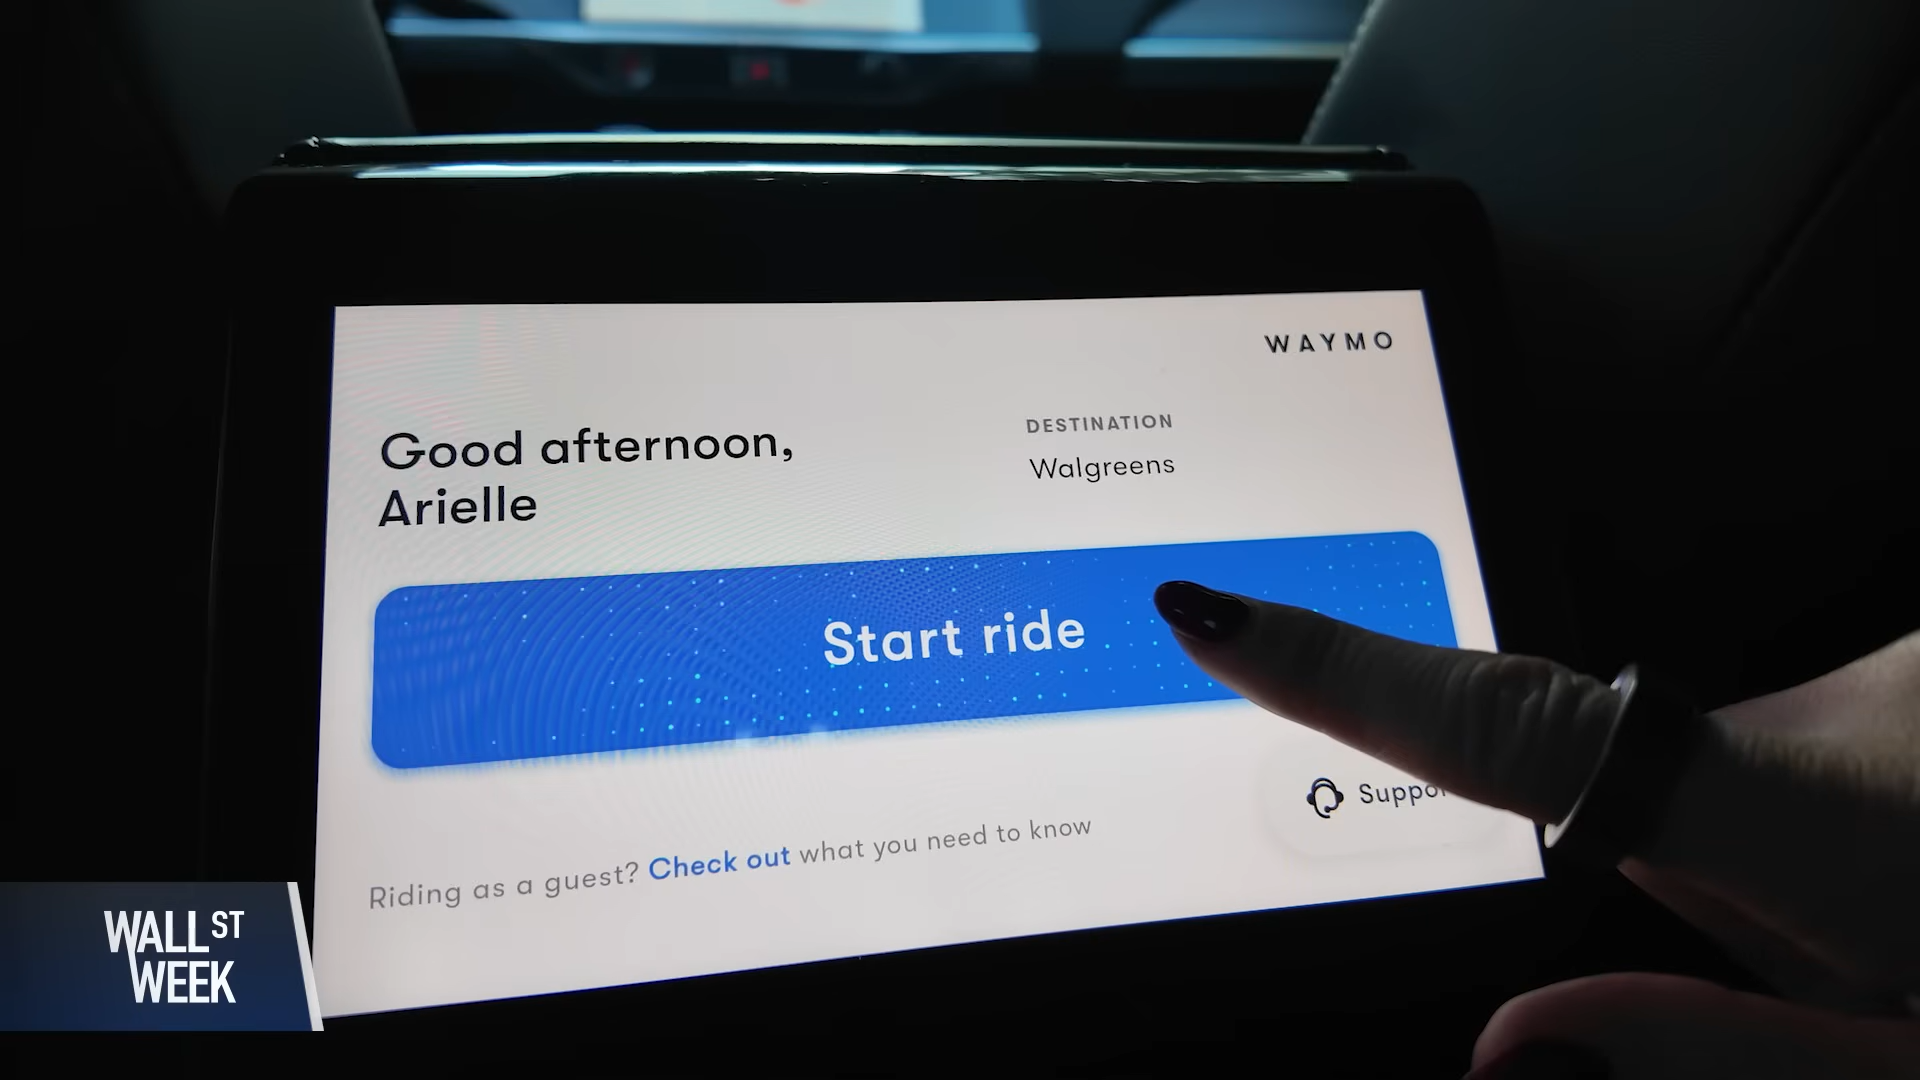 WAYMO
Good afternoon,
Arielle
DESTINATION
Walgreens
Start ride
Riding as a guest? Check out what you need to know
WALL ST
WEEK